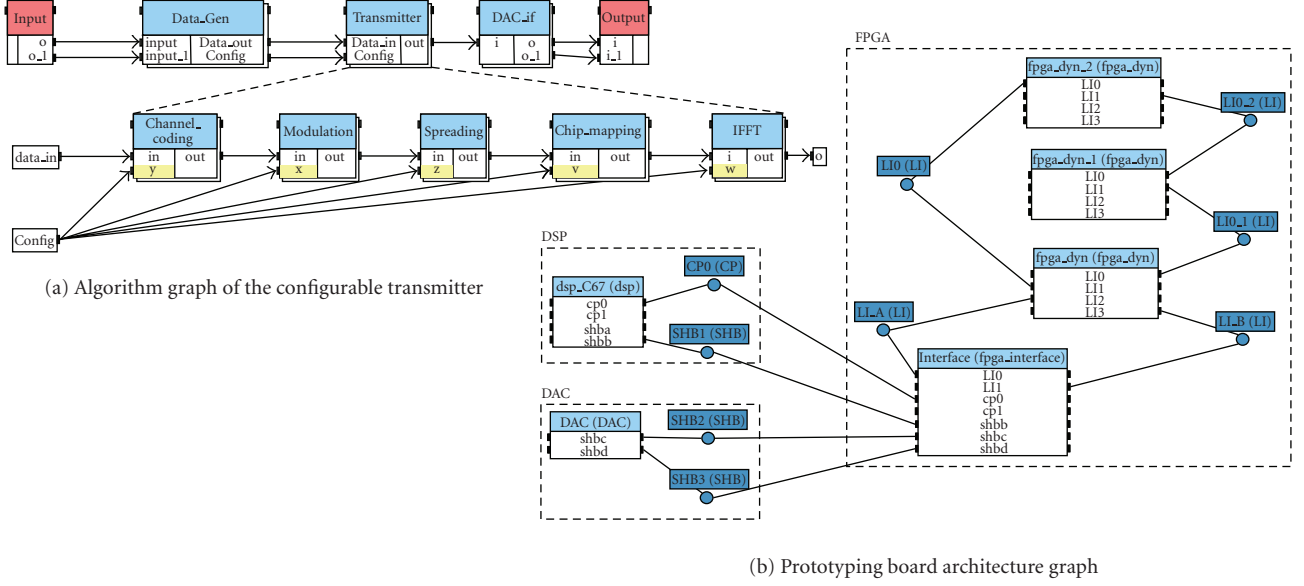 Input
o
o_1
Data_Gen
input Data_out
input_1 Config
Transmitter
Data_in out
Config
DAC_if
i o
o_1
Output
i
i_1
data_in
Config
Channel_
coding
in out
y
Modulation
in out
x
Spreading
in out
z
Chip_mapping
in out
v
IFFT
i out
w
o
(a) Algorithm graph of the configurable transmitter
FPGA
fpga_dyn_2 (fpga_dyn)
LI0
LI1
LI2
LI3
LI0_2 (LI)
fpga_dyn_1 (fpga_dyn)
LI0
LI1
LI2
LI3
LI0 (LI)
LI0_1 (LI)
fpga_dyn (fpga_dyn)
LI0
LI1
LI2
LI3
LI_A (LI)
LI_B (LI)
Interface (fpga_interface)
LI0
LI1
cp0
cp1
shbb
shbc
shbd
DSP
dsp_C67 (dsp)
cp0
cp1
shba
shbb
CP0 (CP)
SHB1 (SHB)
DAC
DAC (DAC)
shbc
shbd
SHB2 (SHB)
SHB3 (SHB)
(b) Prototyping board architecture graph